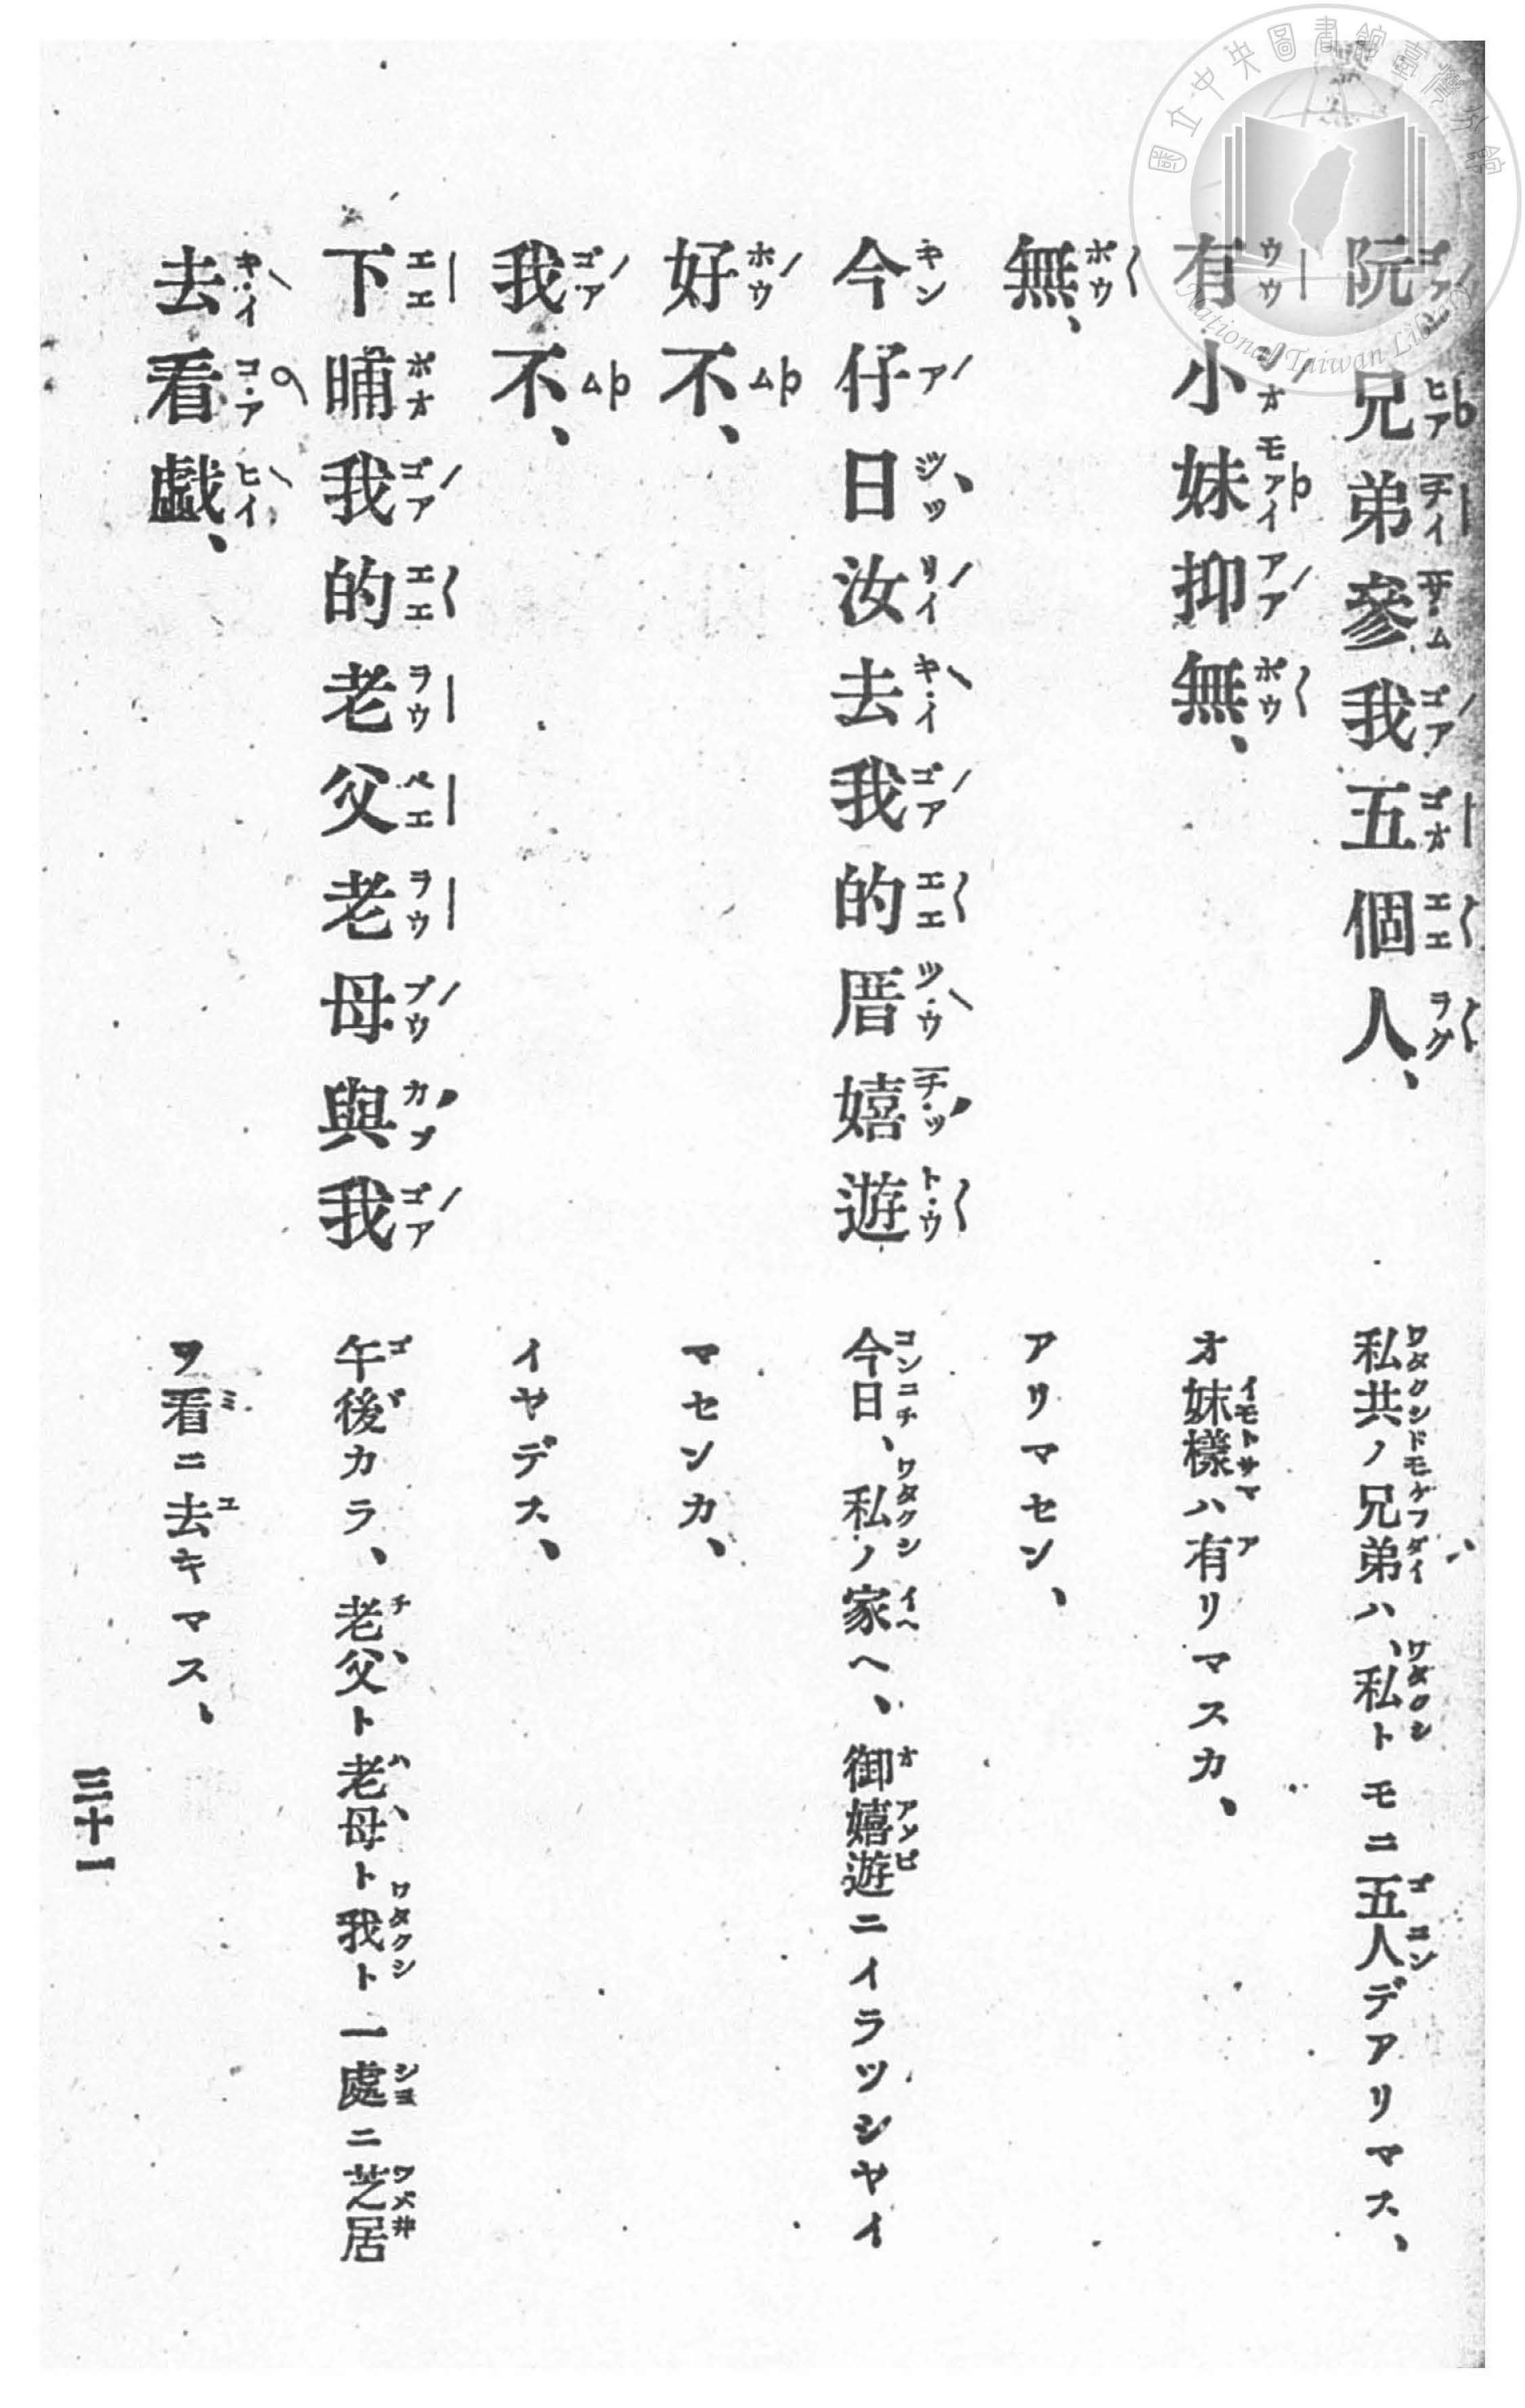 阮兄弟參我五個人、
私共ノ兄弟ハ、私トモニ五人デアリマス、
有小妹抑無、
オ妹樣ハ有リマスカ、
無、
アリマセン、
今仔日汝去我的厝嬉遊
今日、私ノ家ヘ、御嬉遊ニイラツシヤイ
好不、
マセンカ、
我不、
イヤデス、
下晡我的老父老母與我
午後カラ、老父ト老母ト我ト一處ニ芝居
去看戯、
ヲ看ニ去キマス、
三十一
國立中央圖書館臺灣分館
National Taiwan Library